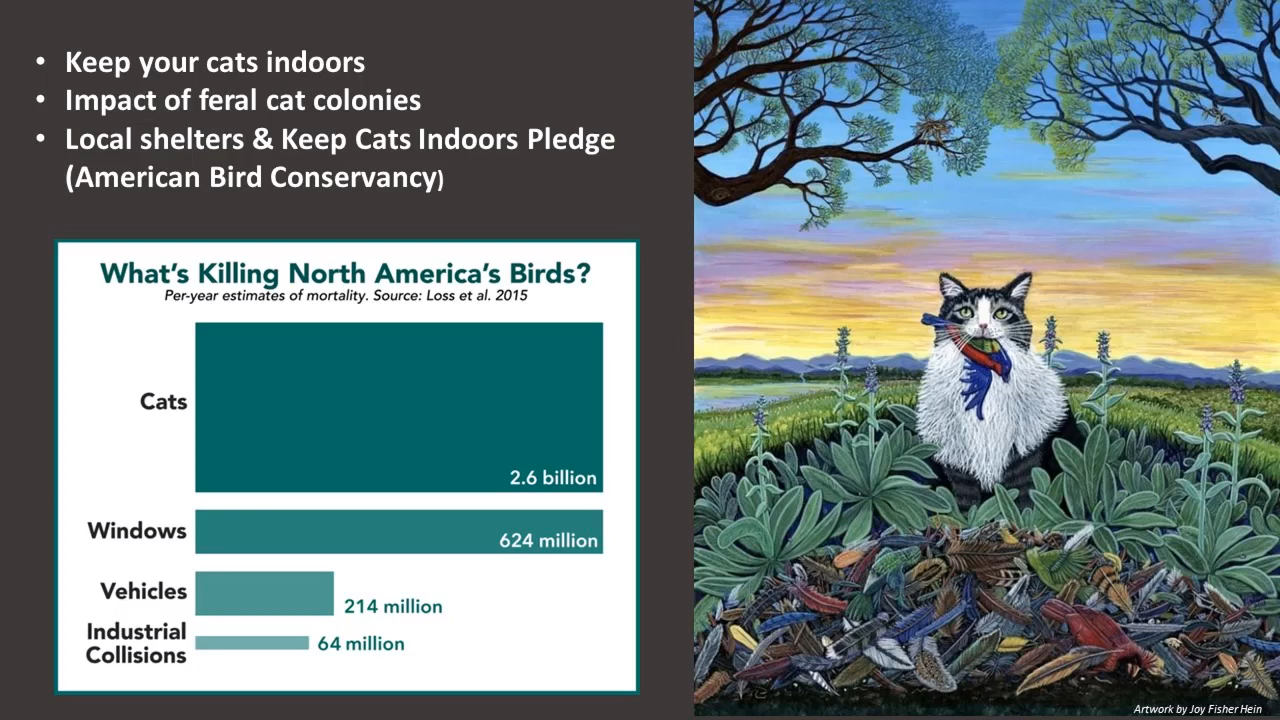 • Keep your cats indoors
• Impact of feral cat colonies
• Local shelters & Keep Cats Indoors Pledge
(American Bird Conservancy)
What's Killing North America's Birds?
Per-year estimates of mortality. Source: Loss et al. 2015
Cats
2.6 billion
Windows
624 million
Vehicles
214 million
Industrial
Collisions
64 million
Artwork by Joy Fisher Hein